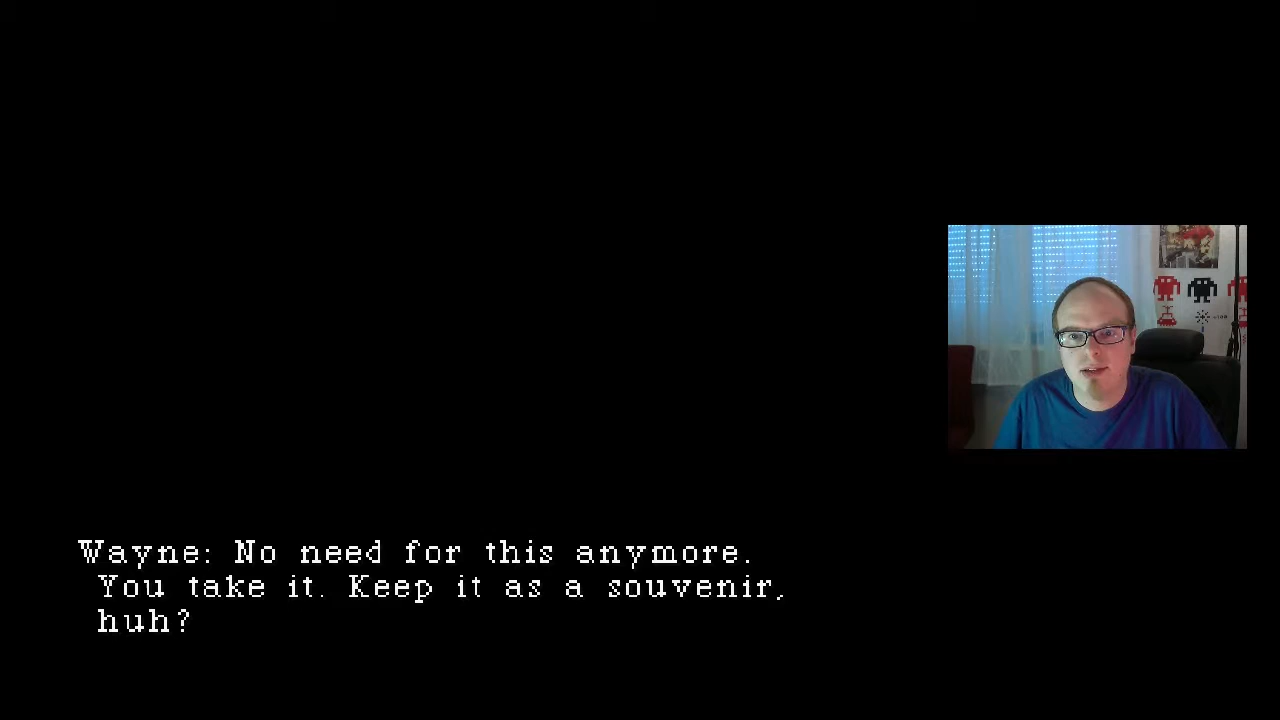 Wayne: No need for this anymore.
You take it. Keep it as a souvenir,
huh?